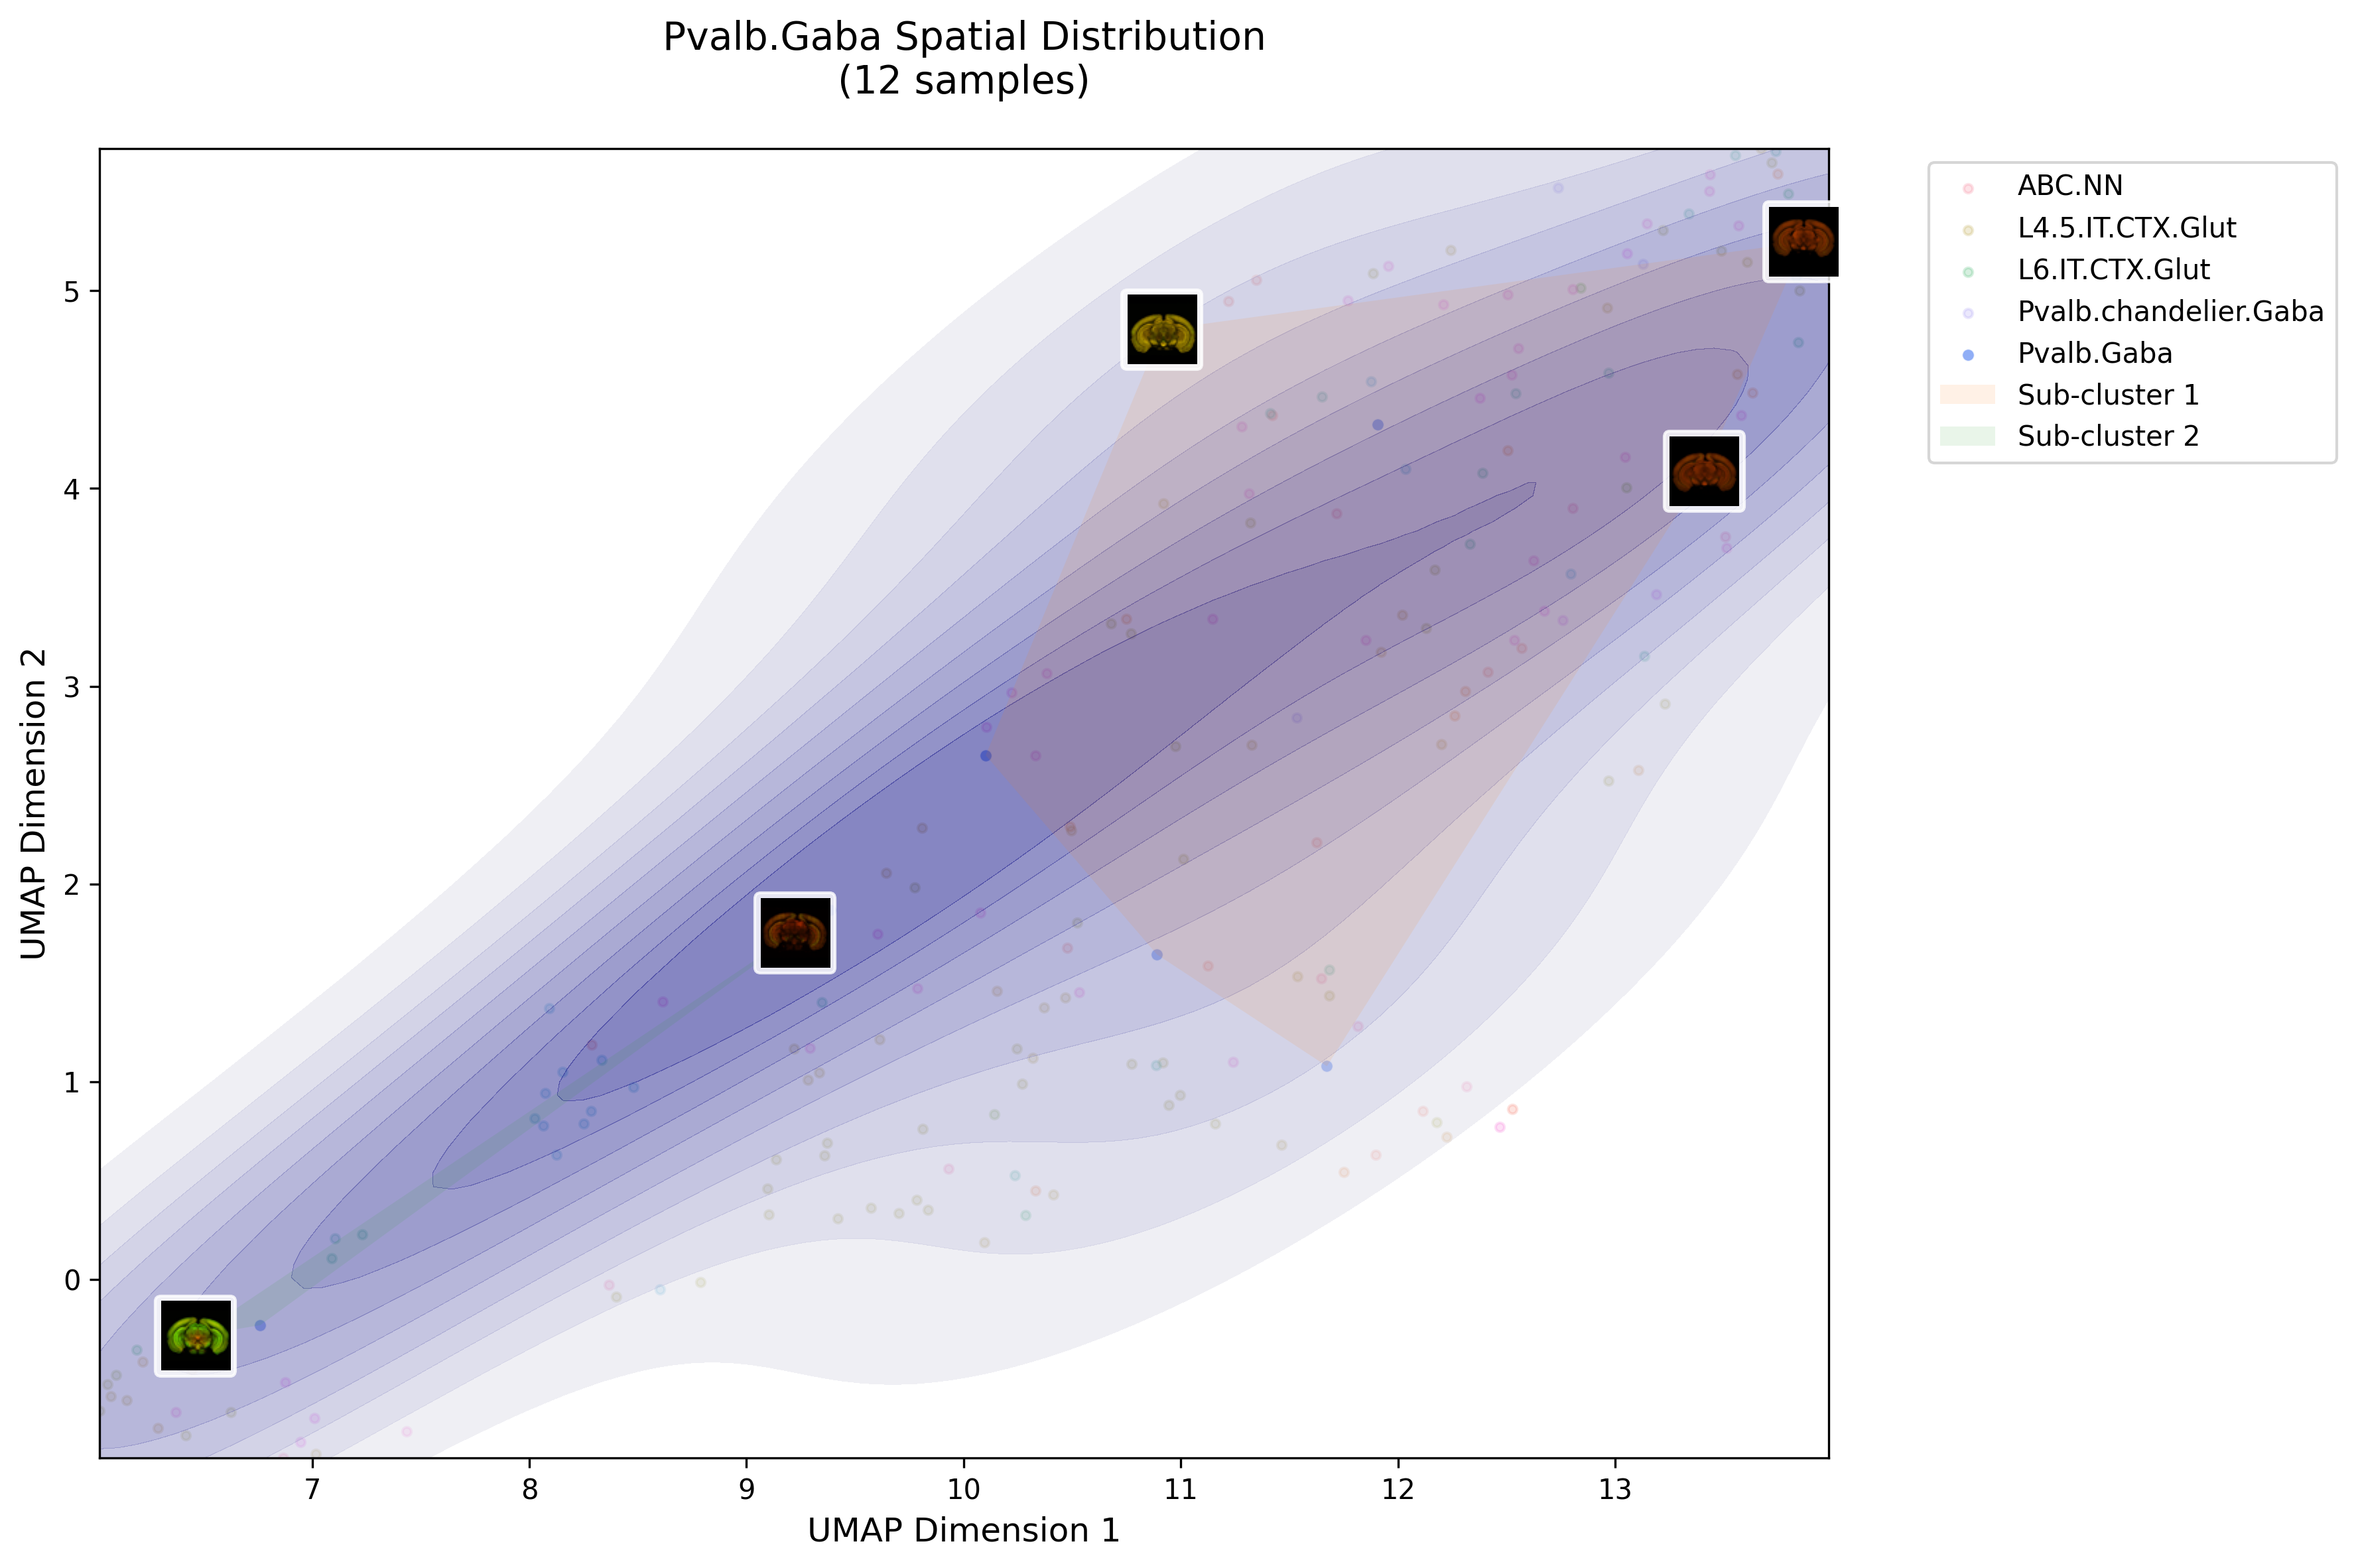 Pvalb.Gaba Spatial Distribution
(12 samples)
ABC.NN
L4.5.IT.CTX.Glut
L6.IT.CTX.Glut
Pvalb.chandelier.Gaba
Pvalb.Gaba
Sub-cluster 1
Sub-cluster 2
UMAP Dimension 2
5
4
3
2
1
0
7 8 9 10 11 12 13
UMAP Dimension 1